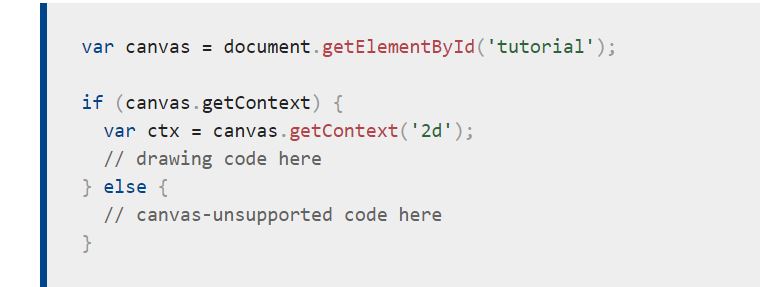 var canvas = document.getElementById('tutorial');

if (canvas.getContext) {
  var ctx = canvas.getContext('2d');
  // drawing code here
} else {
  // canvas-unsupported code here
}